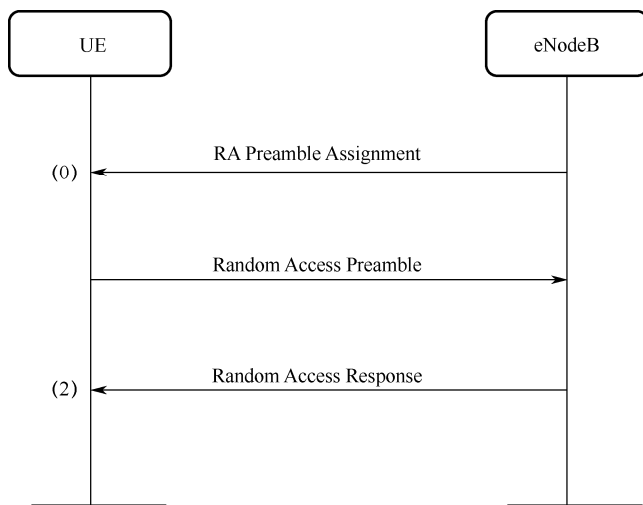 UE
eNodeB
RA Preamble Assignment
(0)
Random Access Preamble
Random Access Response
(2)